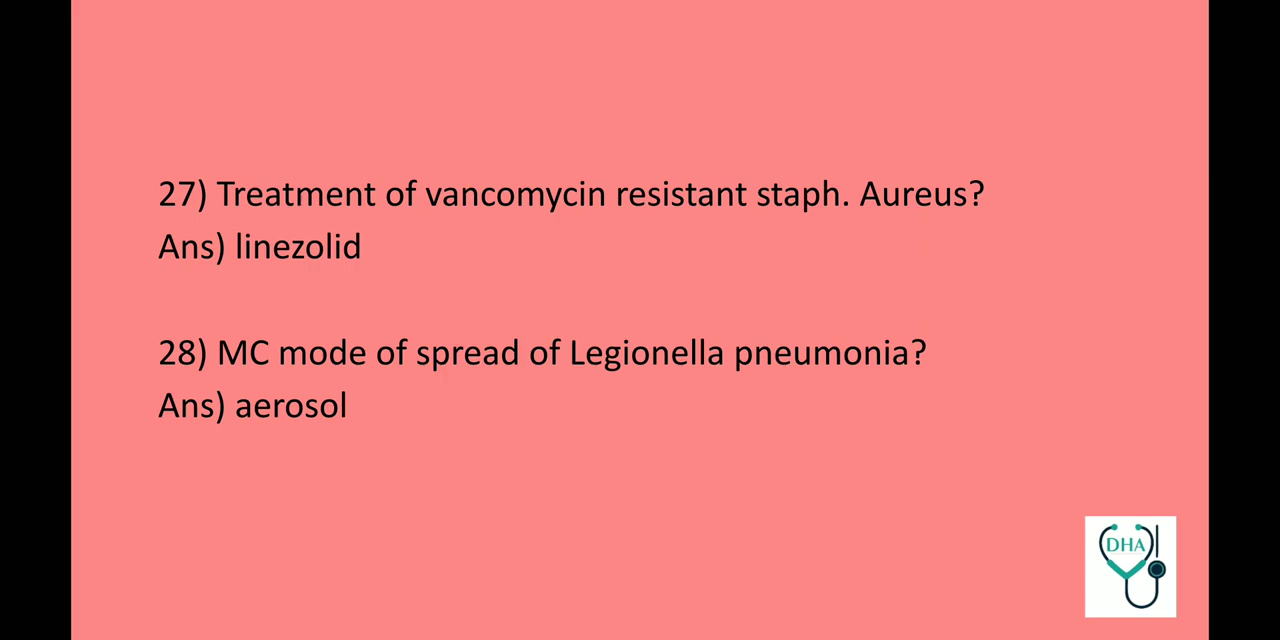 27) Treatment of vancomycin resistant staph. Aureus?
Ans) linezolid
28) MC mode of spread of Legionella pneumonia?
Ans) aerosol
DHA